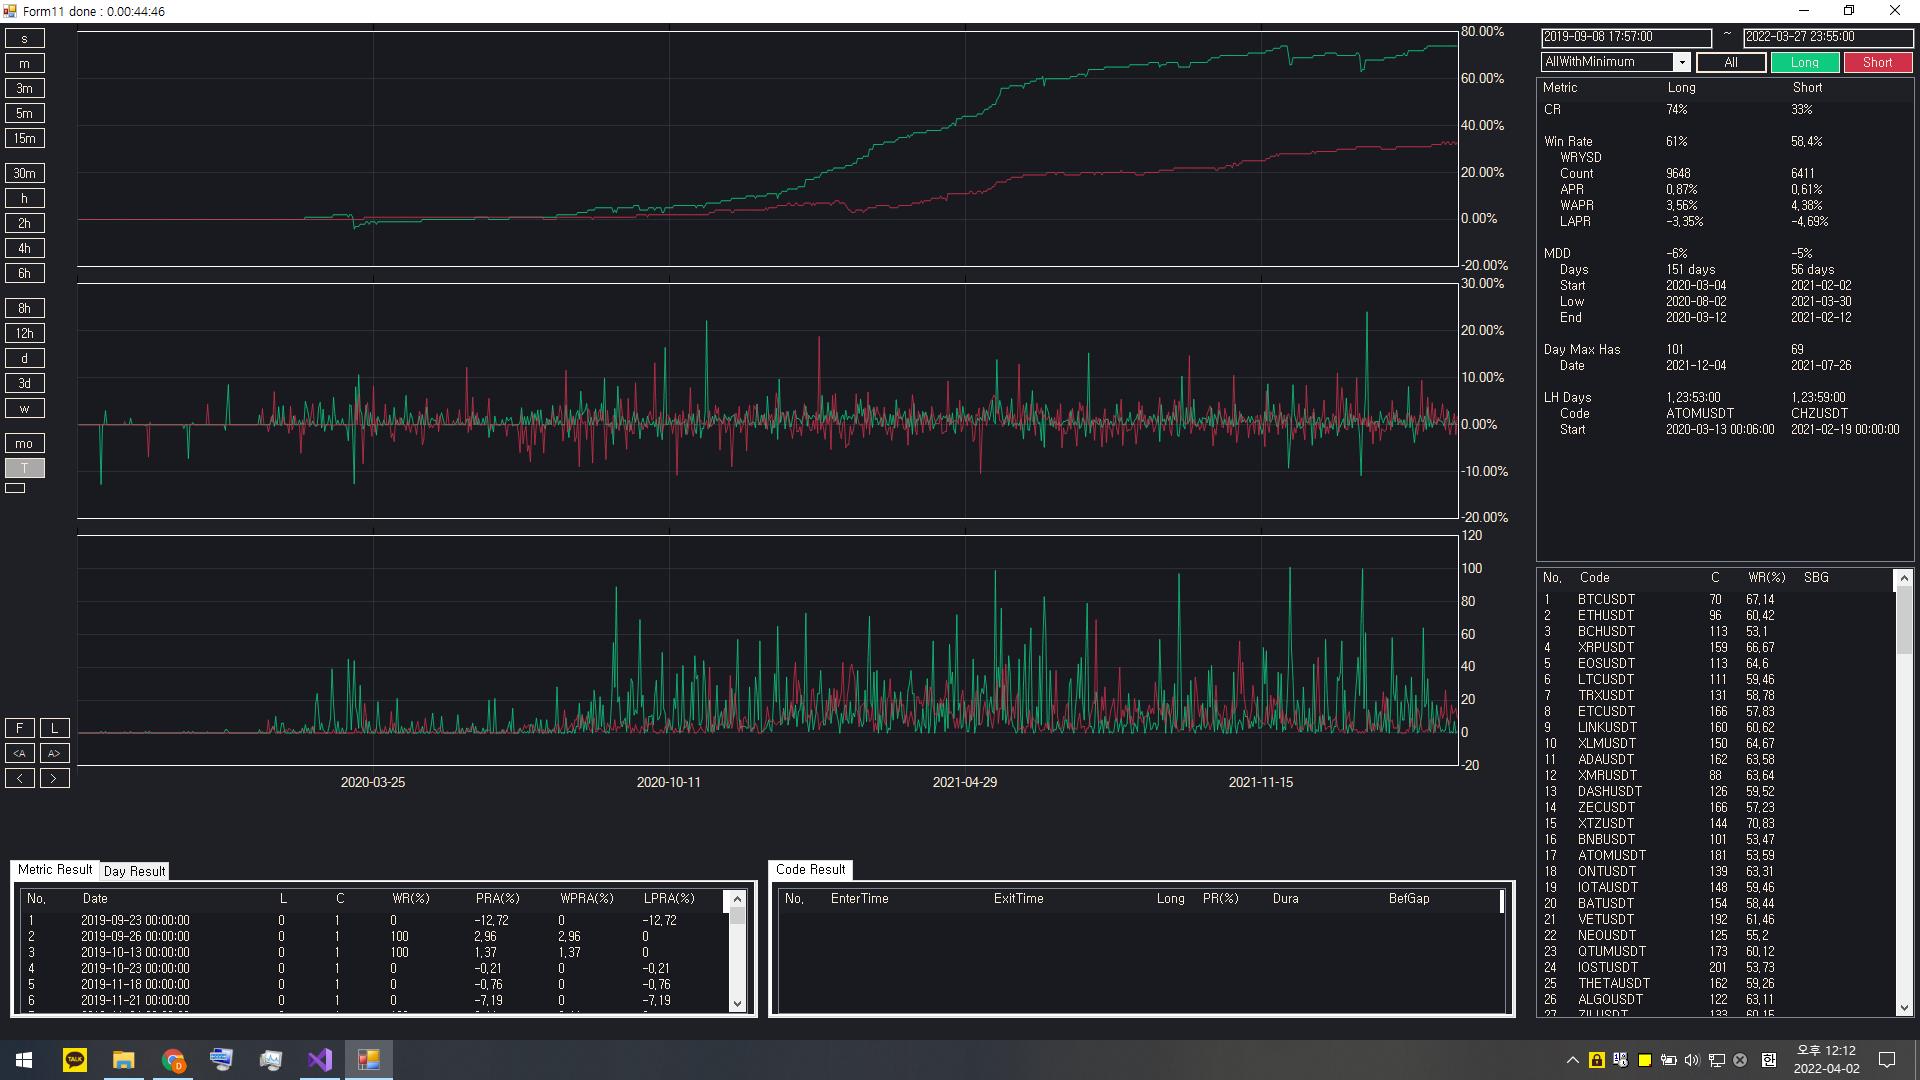 Form11 done : 0.00:44:46
s
m
3m
5m
15m
30m
h
2h
4h
6h
8h
12h
d
3d
w
mo
T
F L
<A A>
< >
80.00%
60.00%
40.00%
20.00%
0.00%
-20.00%
30.00%
20.00%
10.00%
0.00%
-10.00%
-20.00%
120
100
80
60
40
20
0
-20
2020-03-25 2020-10-11 2021-04-29 2021-11-15
2019-09-08 17:57:00 ~ 2022-03-27 23:55:00
AllWithMinimum All Long Short
Metric Long Short
CR 74% 33%
Win Rate 61% 58,4%
WRYSD
Count 9648 6411
APR 0,87% 0,61%
WAPR 3,56% 4,38%
LAPR -3,35% -4,69%
MDD -6% -5%
Days 151 days 56 days
Start 2020-03-04 2021-02-02
Low 2020-08-02 2021-03-30
End 2020-03-12 2021-02-12
Day Max Has 101 69
Date 2021-12-04 2021-07-26
LH Days 1,23:53:00 1,23:59:00
Code ATOMUSDT CHZUSDT
Start 2020-03-13 00:06:00 2021-02-19 00:00:00
No, Code C WR(%) SBG
1 BTCUSDT 70 67,14
2 ETHUSDT 96 60,42
3 BCHUSDT 113 53,1
4 XRPUSDT 159 66,67
5 EOSUSDT 113 64,6
6 LTCUSDT 111 59,46
7 TRXUSDT 131 58,78
8 ETCUSDT 166 57,83
9 LINKUSDT 160 60,62
10 XLMUSDT 150 64,67
11 ADAUSDT 162 63,58
12 XMRUSDT 88 63,64
13 DASHUSDT 126 59,52
14 ZECUSDT 166 57,23
15 XTZUSDT 144 70,83
16 BNBUSDT 101 53,47
17 ATOMUSDT 181 53,59
18 ONTUSDT 139 63,31
19 IOTAUSDT 148 59,46
20 BATUSDT 154 58,44
21 VETUSDT 192 61,46
22 NEOUSDT 125 55,2
23 QTUMUSDT 173 60,12
24 IOSTUSDT 201 53,73
25 THETAUSDT 162 59,26
26 ALGOUSDT 122 63,11
27 ZILUSDT 133 60,15
Metric Result Day Result
No, Date L C WR(%) PRA(%) WPRA(%) LPRA(%)
1 2019-09-23 00:00:00 0 1 0 -12,72 0 -12,72
2 2019-09-26 00:00:00 0 1 100 2,96 2,96 0
3 2019-10-13 00:00:00 0 1 100 1,37 1,37 0
4 2019-10-23 00:00:00 0 1 0 -0,21 0 -0,21
5 2019-11-18 00:00:00 0 1 0 -0,76 0 -0,76
6 2019-11-21 00:00:00 0 1 0 -7,19 0 -7,19
Code Result
No, EnterTime ExitTime Long PR(%) Dura BefGap
TALK
오후 12:12
2022-04-02